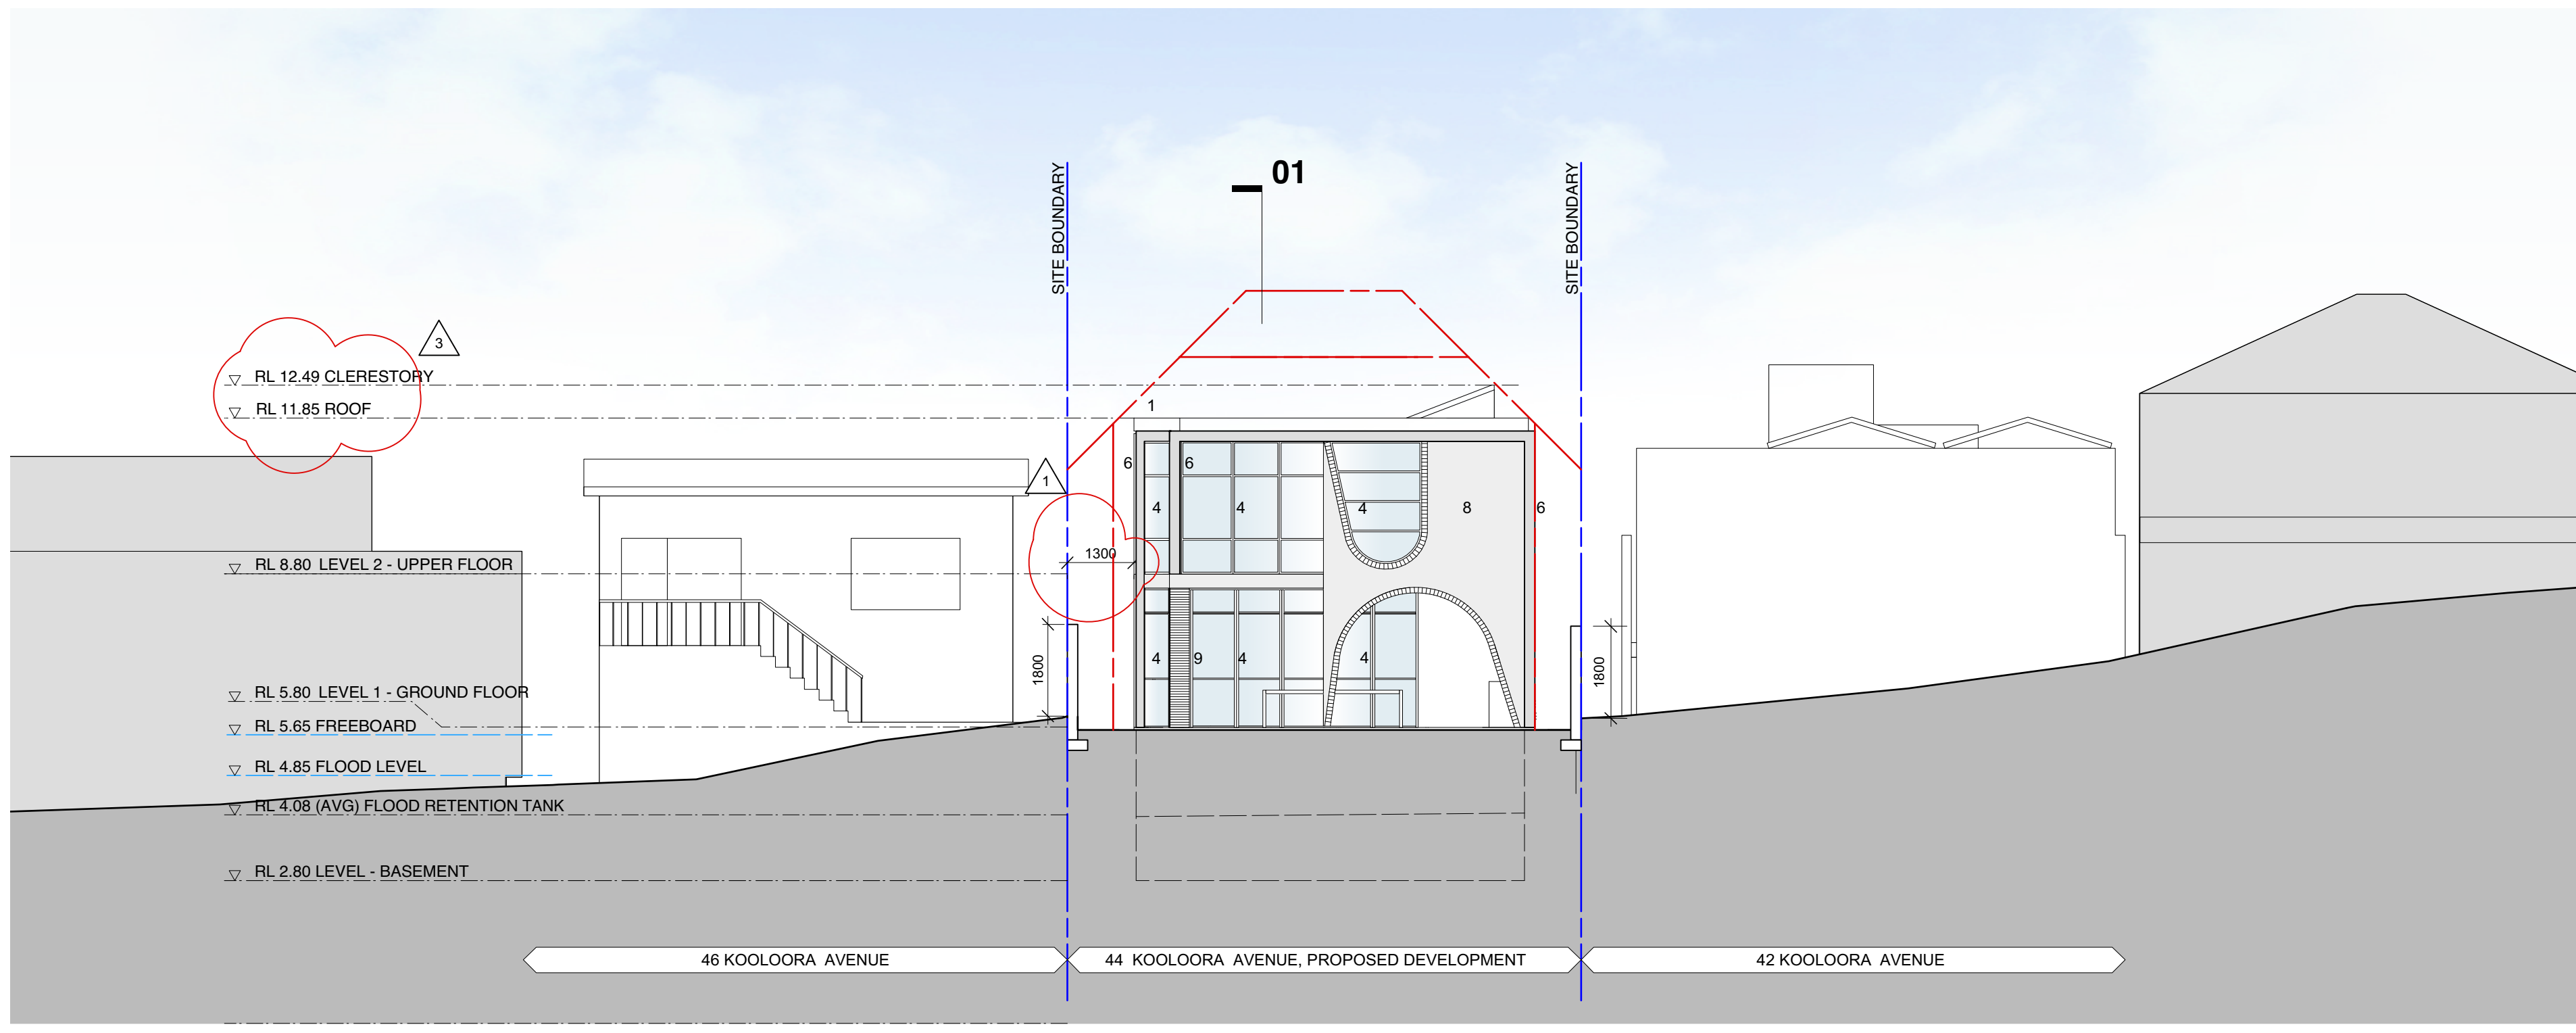 01
SITE BOUNDARY
SITE BOUNDARY
3
RL 12.49 CLERESTORY
RL 11.85 ROOF
1
6
6
1
4
4
4
8
6
1300
RL 8.80 LEVEL 2 - UPPER FLOOR
1800
4
9
4
4
1800
RL 5.80 LEVEL 1 - GROUND FLOOR
RL 5.65 FREEBOARD
RL 4.85 FLOOD LEVEL
RL 4.08 (AVG) FLOOD RETENTION TANK
RL 2.80 LEVEL - BASEMENT
46 KOOLOORA AVENUE
44 KOOLOORA AVENUE, PROPOSED DEVELOPMENT
42 KOOLOORA AVENUE